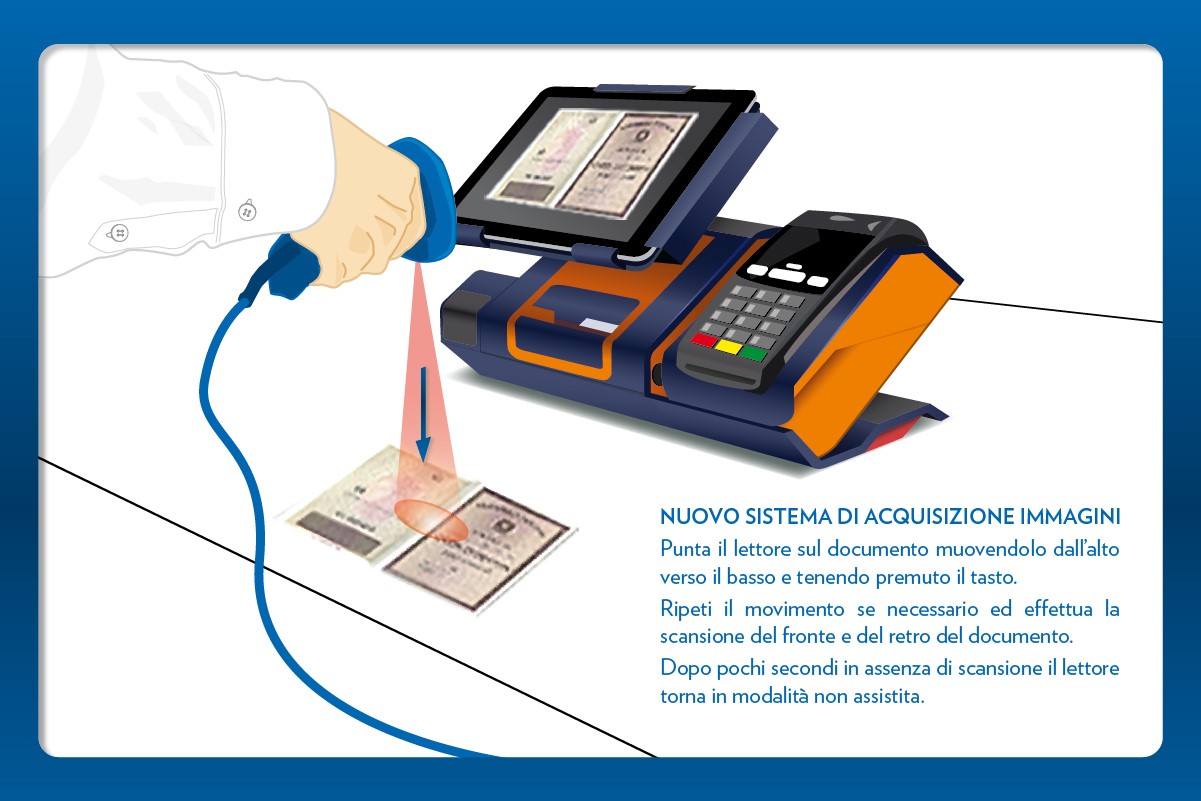 NUOVO SISTEMA DI ACQUISIZIONE IMMAGINI
Punta il lettore sul documento muovendolo dall'alto
verso il basso e tenendo premuto il tasto.
Ripeti il movimento se necessario ed effettua la
scansione del fronte e del retro del documento.
Dopo pochi secondi in assenza di scansione il lettore
torna in modalità non assistita.